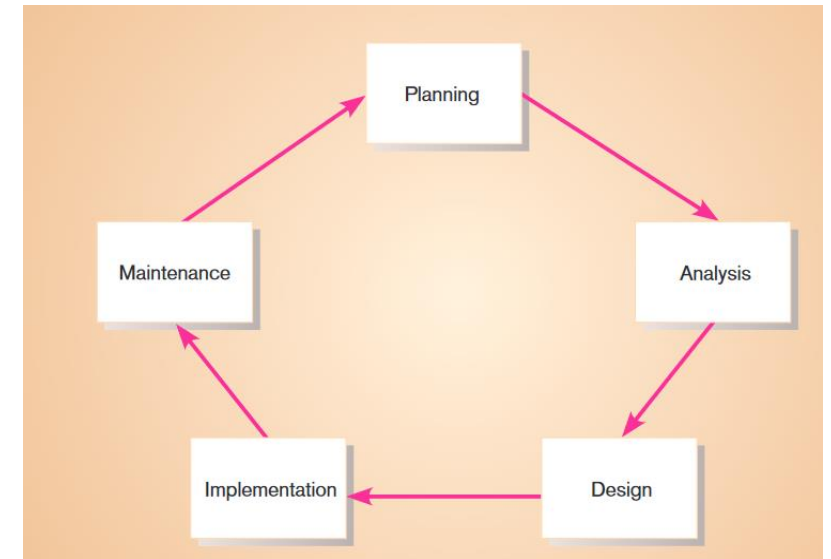 Planning
Analysis
Design
Implementation
Maintenance